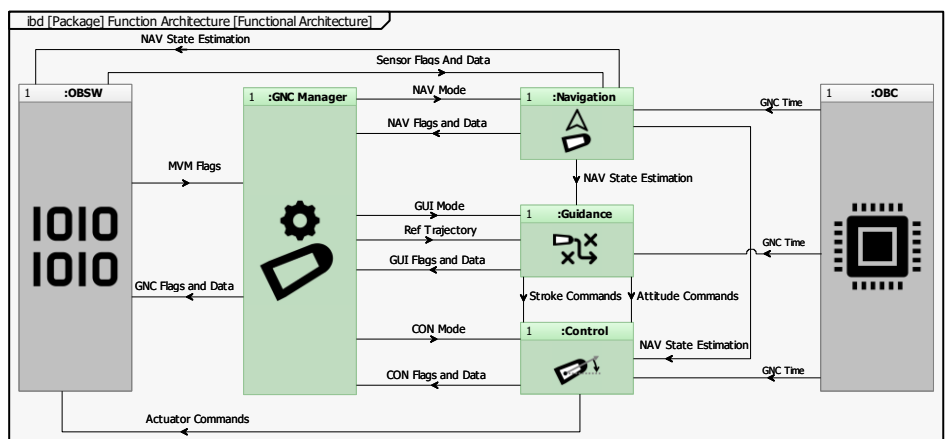 ibd [Package] Function Architecture [Functional Architecture]
NAV State Estimation
Sensor Flags And Data
1 :OBSW
1 :GNC Manager
NAV Mode
1 :Navigation
GNC Time
1 :OBC
NAV Flags and Data
MVM Flags
NAV State Estimation
GUI Mode
1 :Guidance
Ref Trajectory
GNC Time
GUI Flags and Data
1010
1010
GNC Flags and Data
Stroke Commands
Attitude Commands
CON Mode
1 :Control
NAV State Estimation
CON Flags and Data
GNC Time
Actuator Commands